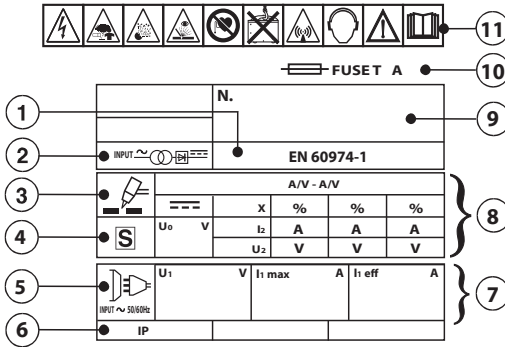 11
FUSE T A 10
N.
1 9
2 INPUT ~ EN 60974-1
3 A/V - A/V
X % % %
4 S U₀ V I₂ A A A 8
U₂ V V V
5 U₁ V I₁ max A I₁ eff A
INPUT ~ 50/60Hz 7
6 IP